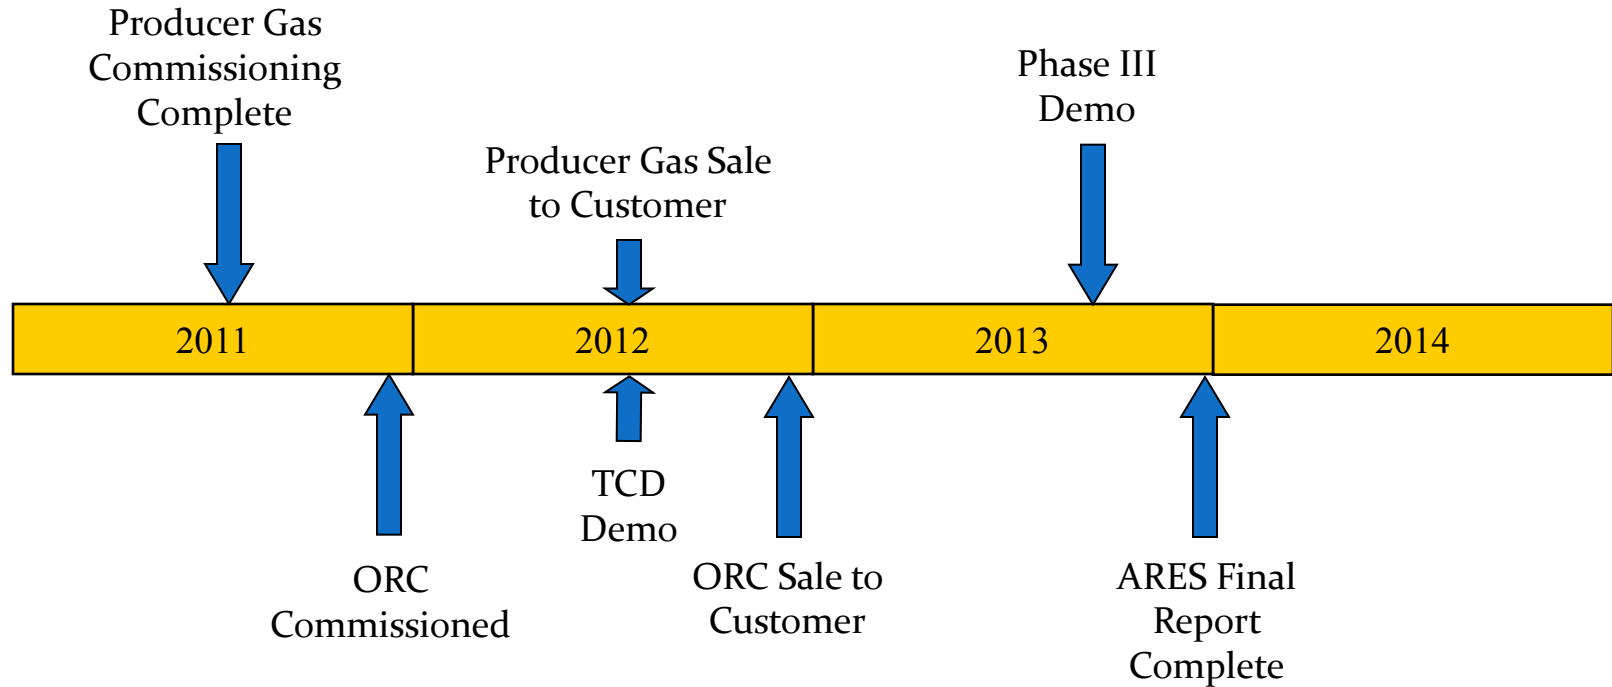 Producer Gas
Commissioning
Complete
Phase III
Demo
Producer Gas Sale
to Customer
2011
2012
2013
2014
TCD
Demo
ORC
Commissioned
ORC Sale to
Customer
ARES Final
Report
Complete